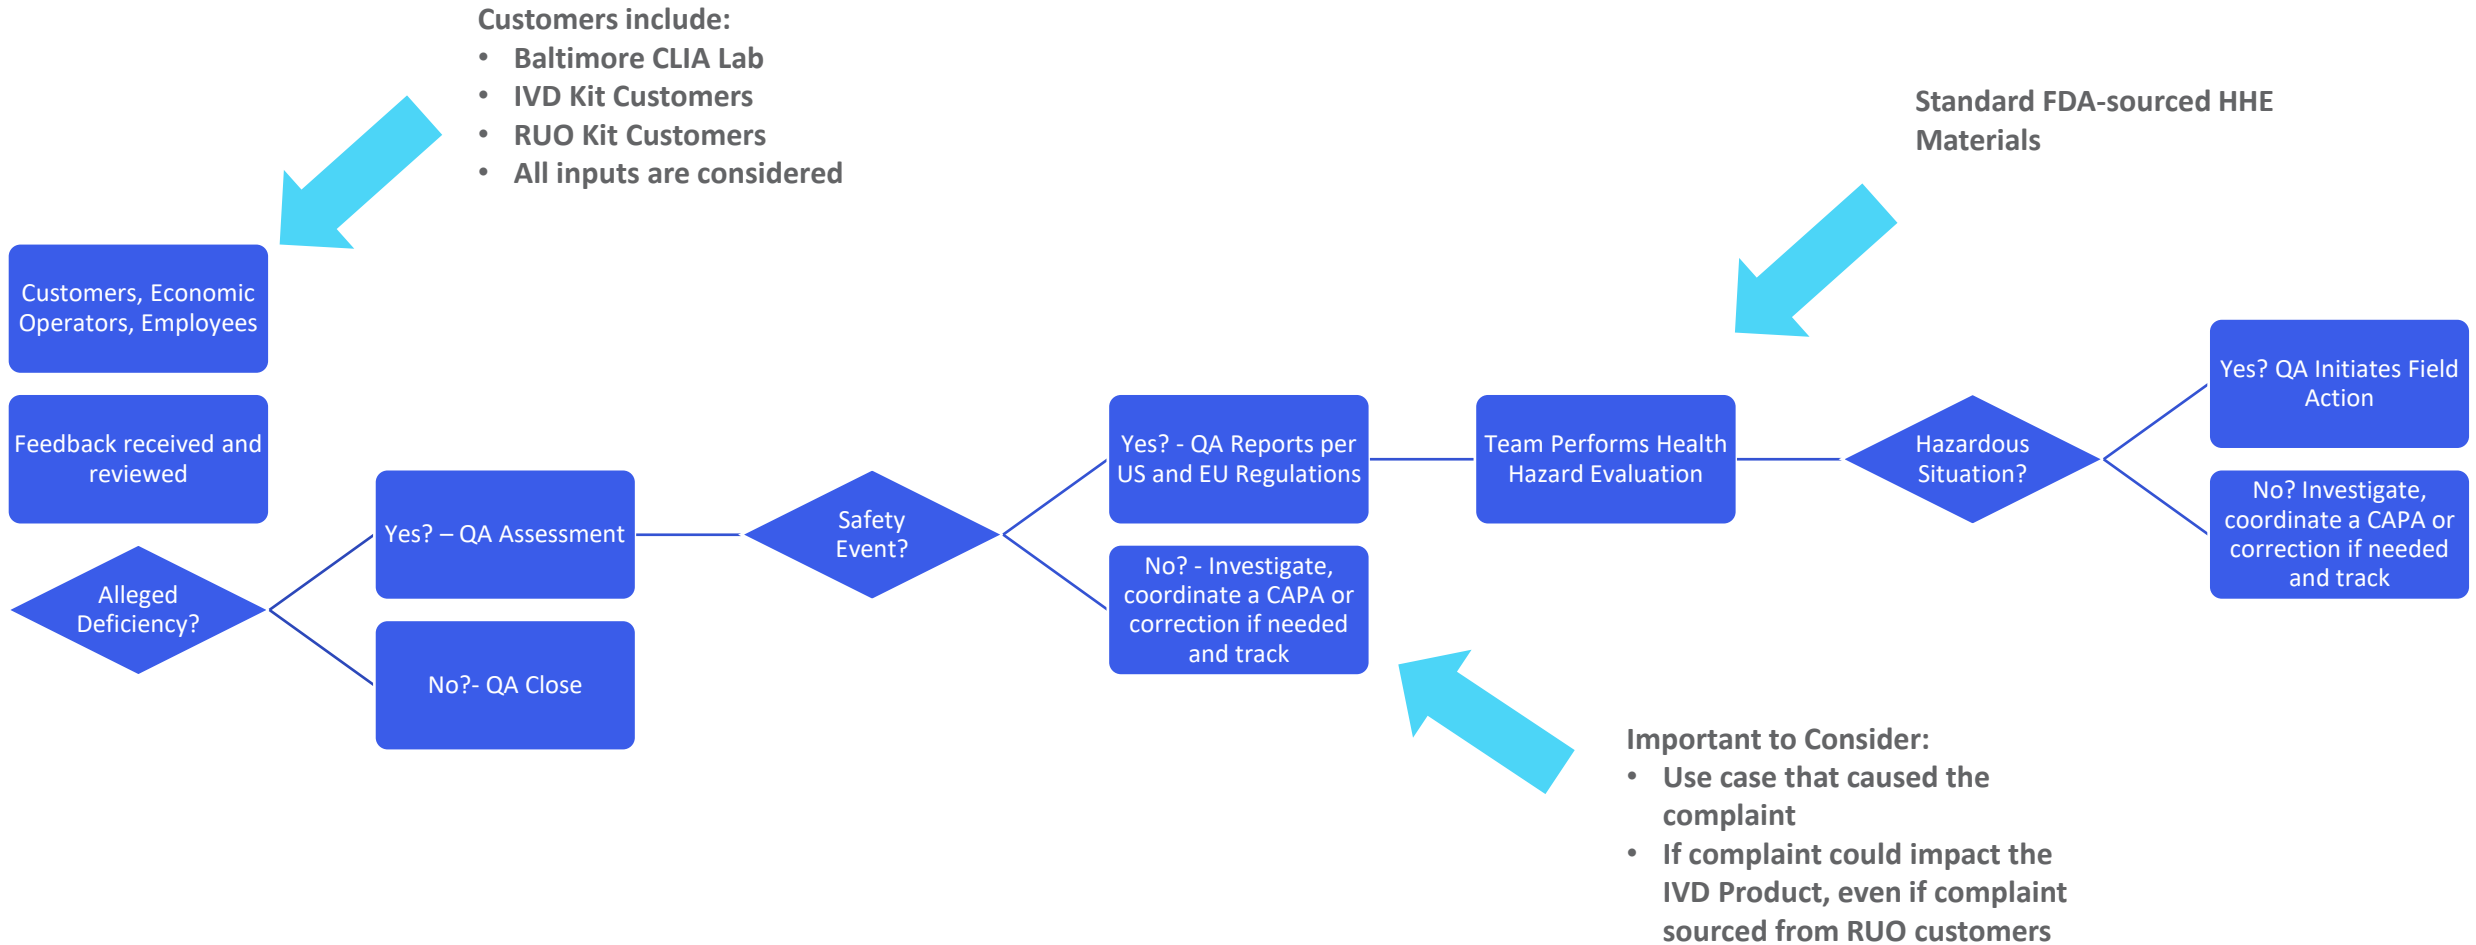 Customers include:
• Baltimore CLIA Lab
• IVD Kit Customers
• RUO Kit Customers
• All inputs are considered
Standard FDA-sourced HHE
Materials
Customers, Economic
Operators, Employees
Feedback received and
reviewed
Alleged
Deficiency?
Yes? – QA Assessment
No?- QA Close
Safety
Event?
Yes? - QA Reports per
US and EU Regulations
No? - Investigate,
coordinate a CAPA or
correction if needed
and track
Team Performs Health
Hazard Evaluation
Hazardous
Situation?
Yes? QA Initiates Field
Action
No? Investigate,
coordinate a CAPA or
correction if needed
and track
Important to Consider:
• Use case that caused the
complaint
• If complaint could impact the
IVD Product, even if complaint
sourced from RUO customers